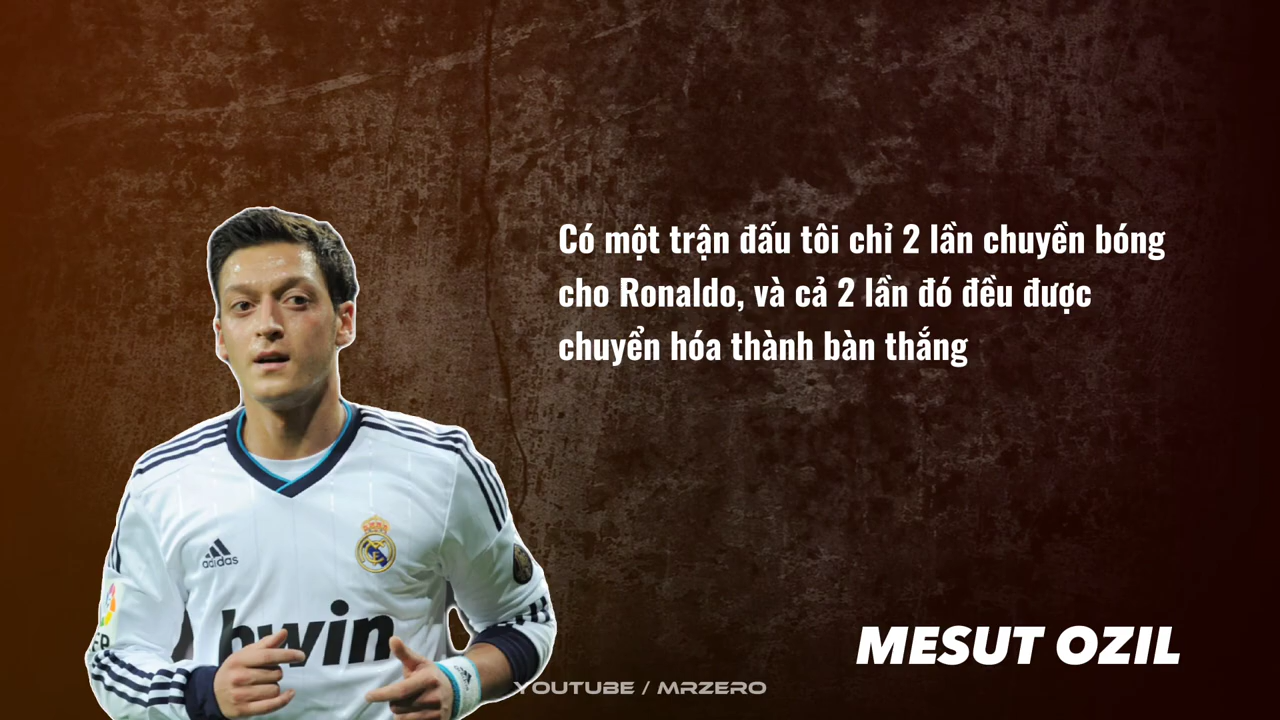 Có một trận đấu tôi chỉ 2 lần chuyền bóng
cho Ronaldo, và cả 2 lần đó đều được
chuyển hóa thành bàn thắng
adidas
bwin
MESUT OZIL
YOUTUBE / MRZERO